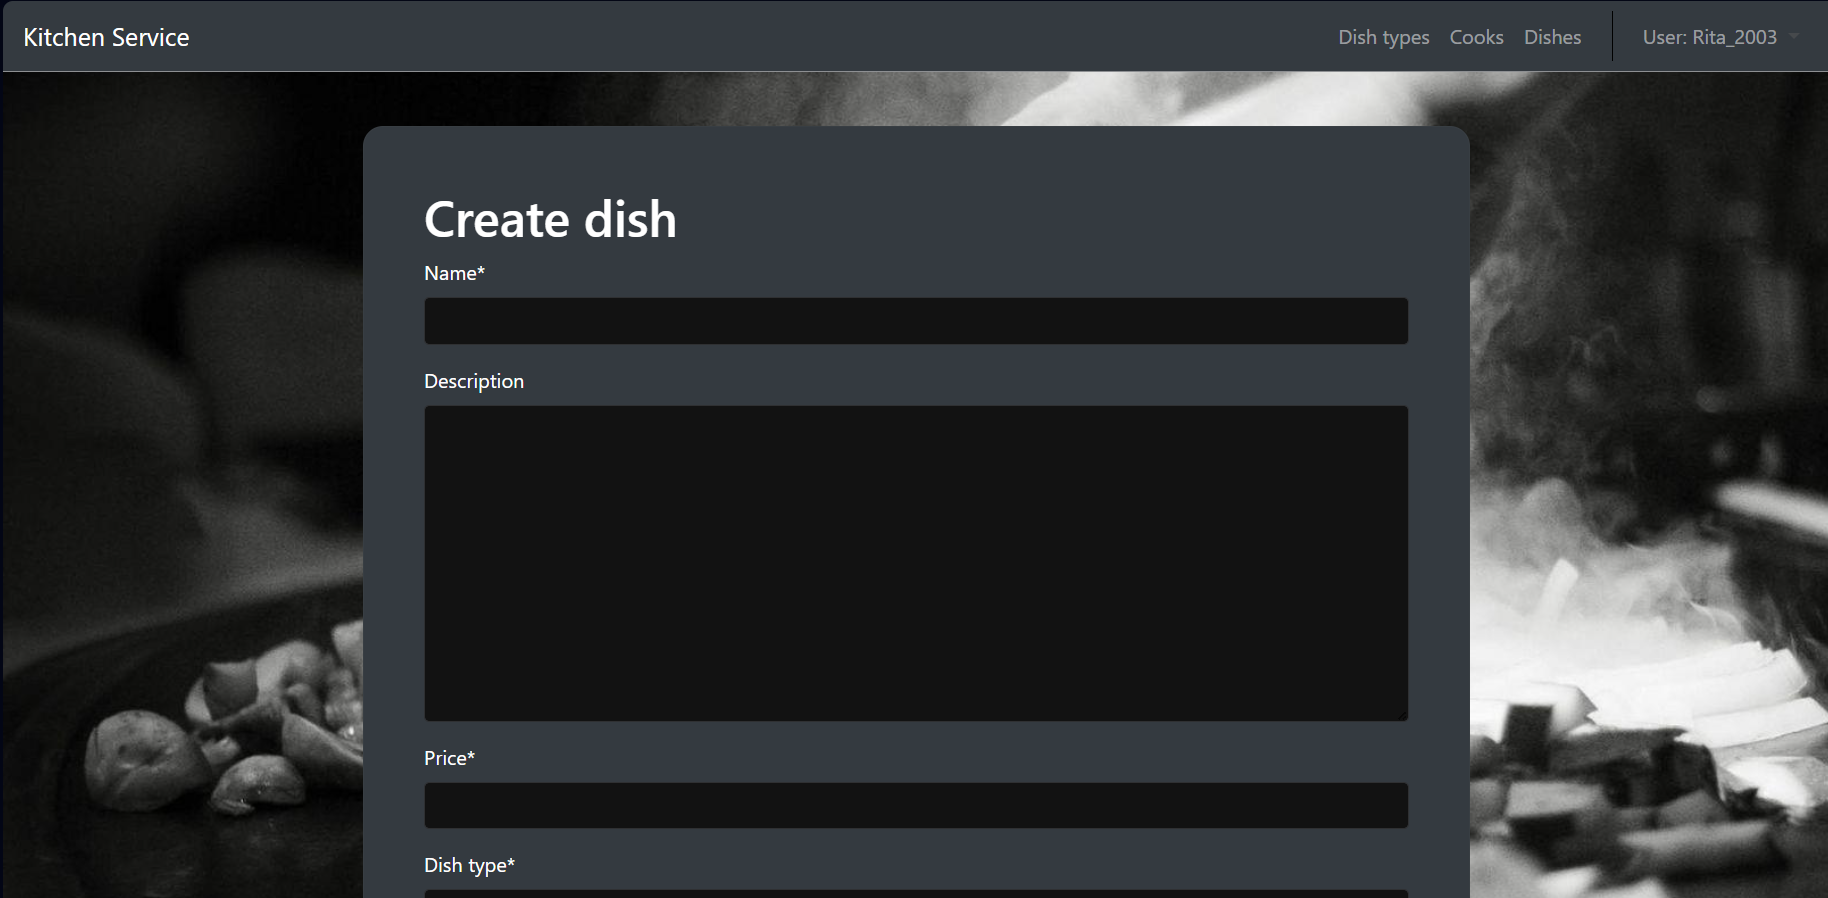 Kitchen Service
Dish types Cooks Dishes User: Rita_2003
Create dish
Name*
Description
Price*
Dish type*